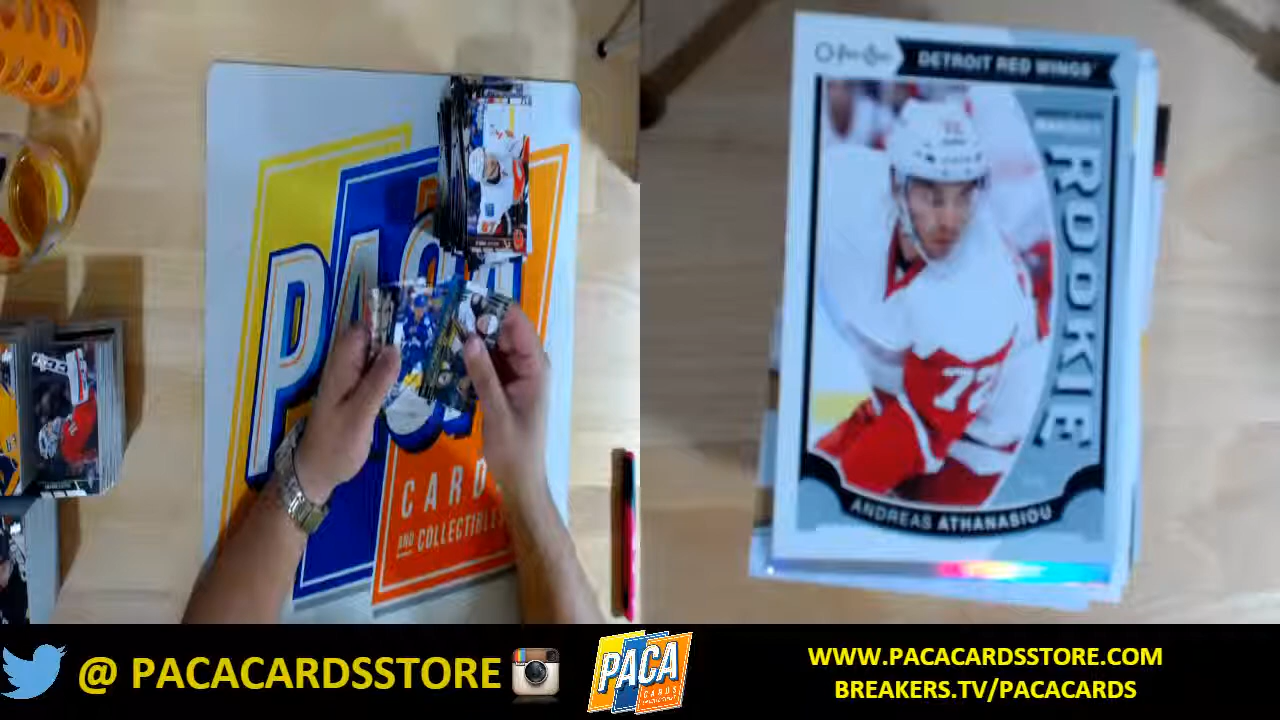 PACA
CARDS
AND COLLECTIBLES
O-Pee-Chee
DETROIT RED WINGS
MARQUEE
ROOKIE
72
ANDREAS ATHANASIOU
@ PACACARDSSTORE
PACA
CARDS
WWW.PACACARDSSTORE.COM
BREAKERS.TV/PACACARDS